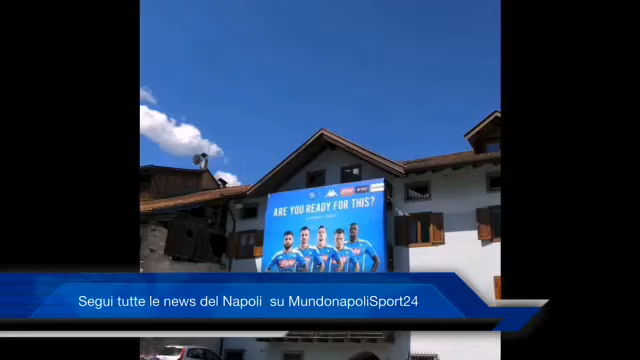 ARE YOU READY FOR THIS?
Segui tutte le news del Napoli su MundonapoliSport24